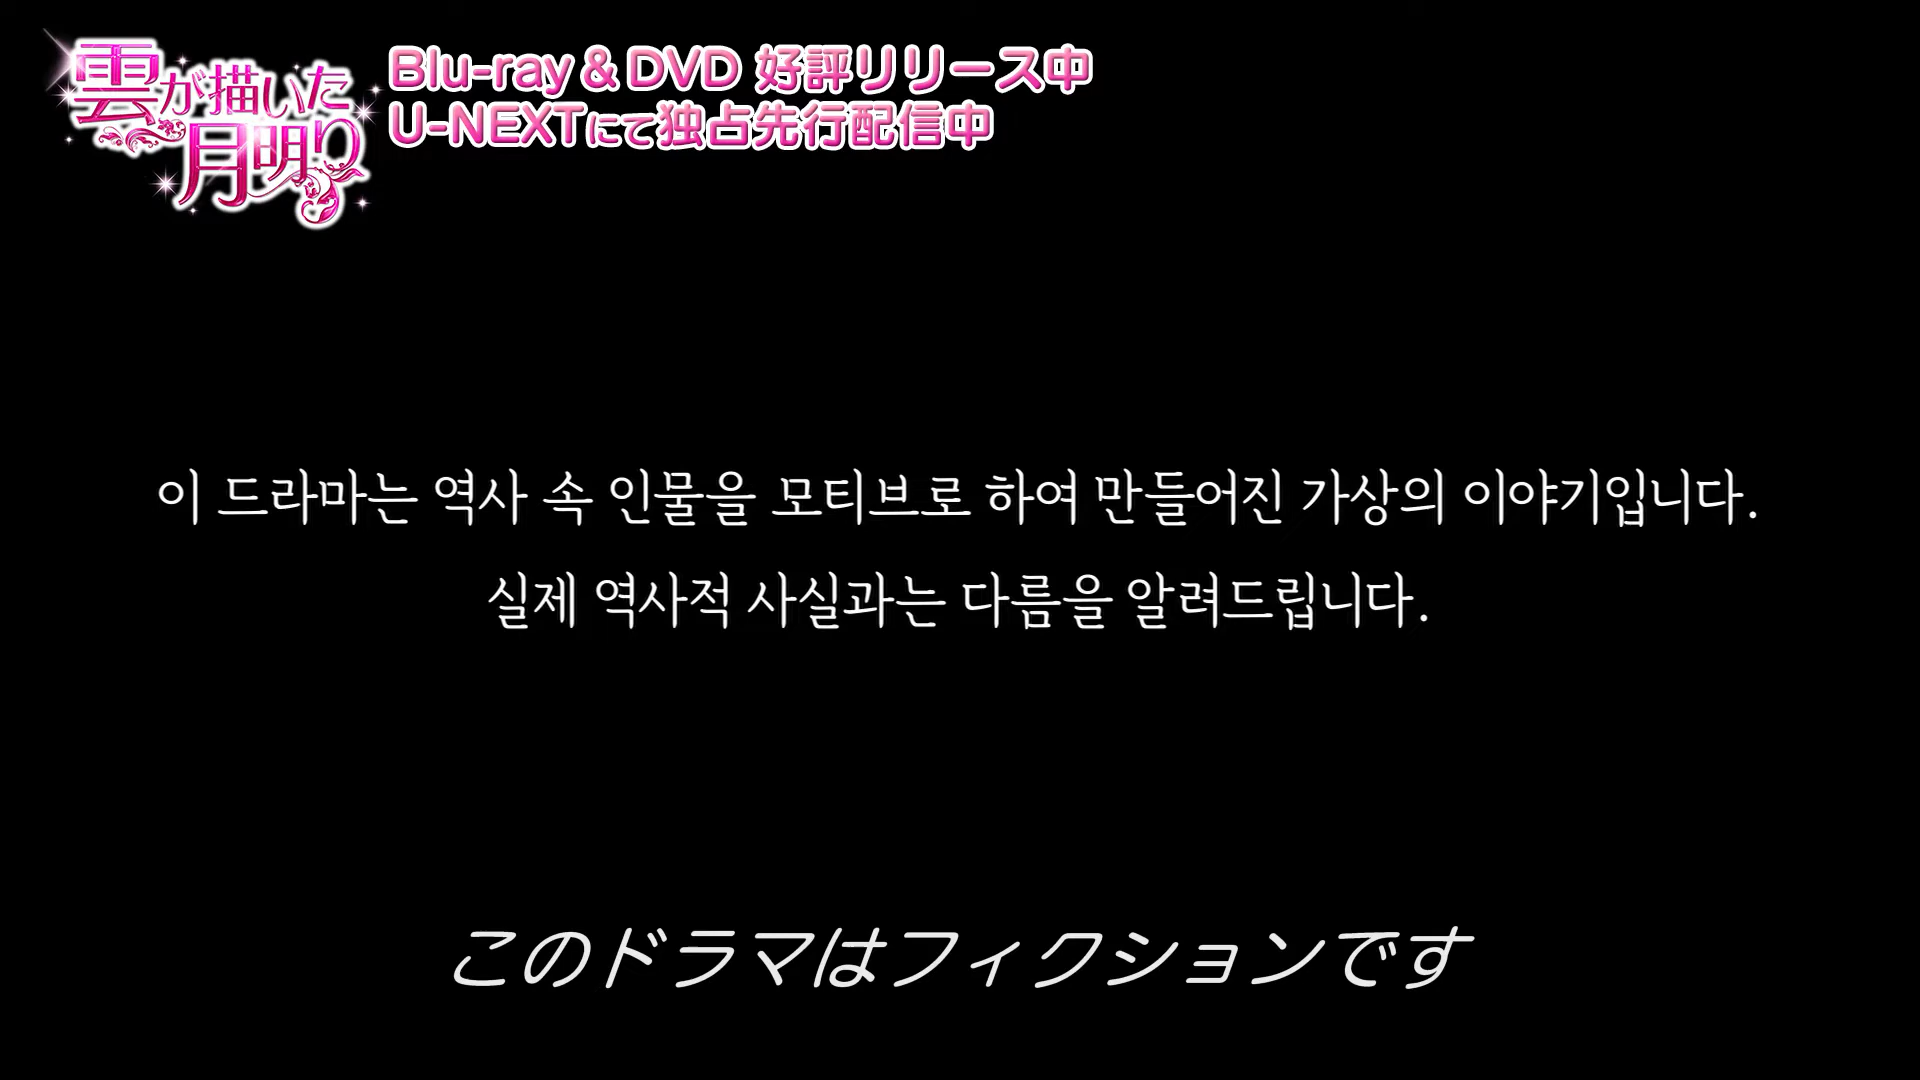 雲が描いた
月明り
Blu-ray & DVD 好評リリース中
U-NEXTにて独占先行配信中
이 드라마는 역사 속 인물을 모티브로 하여 만들어진 가상의 이야기입니다.
실제 역사적 사실과는 다름을 알려드립니다.
このドラマはフィクションです